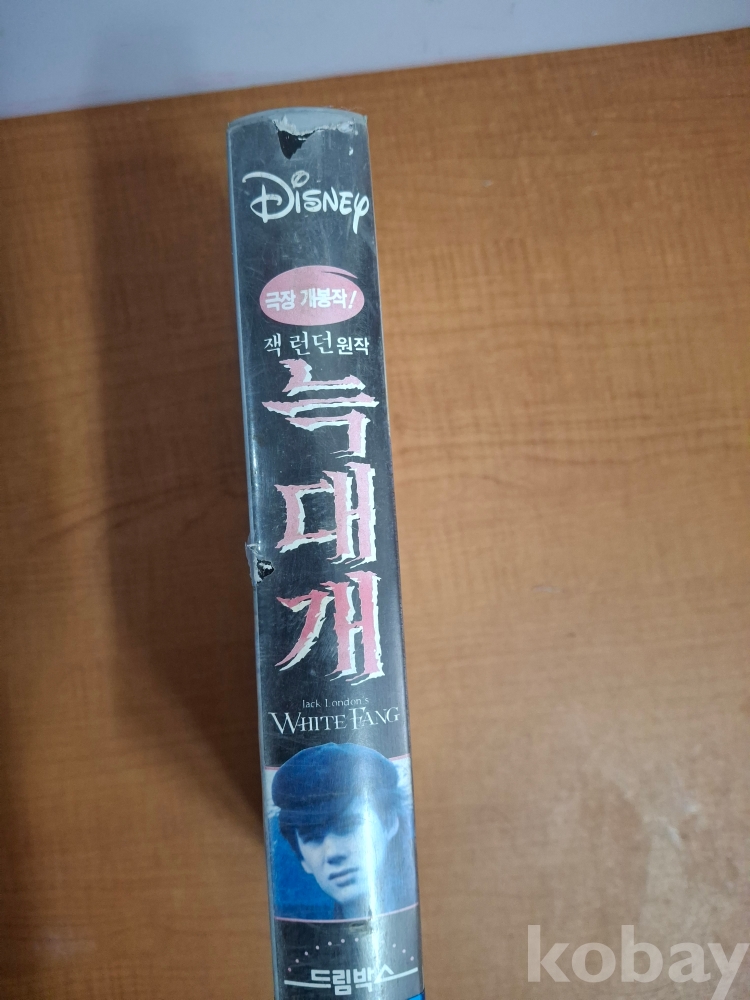 DISNEY
극장 개봉작!
잭 런던 원작
늑대개
Jack London's
WHITE FANG
드림박스
kobay